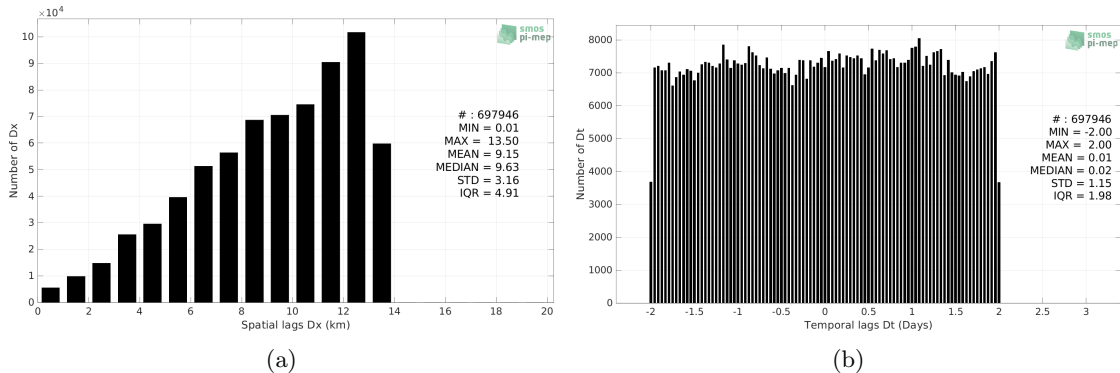 ×10⁴
10
9
8
7
6
5
4
3
2
1
0
Number of Dx
0 2 4 6 8 10 12 14 16 18 20
Spatial lags Dx (km)
smos
pi-mep
# : 697946
MIN = 0.01
MAX = 13.50
MEAN = 9.15
MEDIAN = 9.63
STD = 3.16
IQR = 4.91
(a)
8000
7000
6000
5000
4000
3000
2000
1000
0
Number of Dt
-2 -1.5 -1 -0.5 0 0.5 1 1.5 2 2.5 3
Temporal lags Dt (Days)
smos
pi-mep
# : 697946
MIN = -2.00
MAX = 2.00
MEAN = 0.01
MEDIAN = 0.02
STD = 1.15
IQR = 1.98
(b)